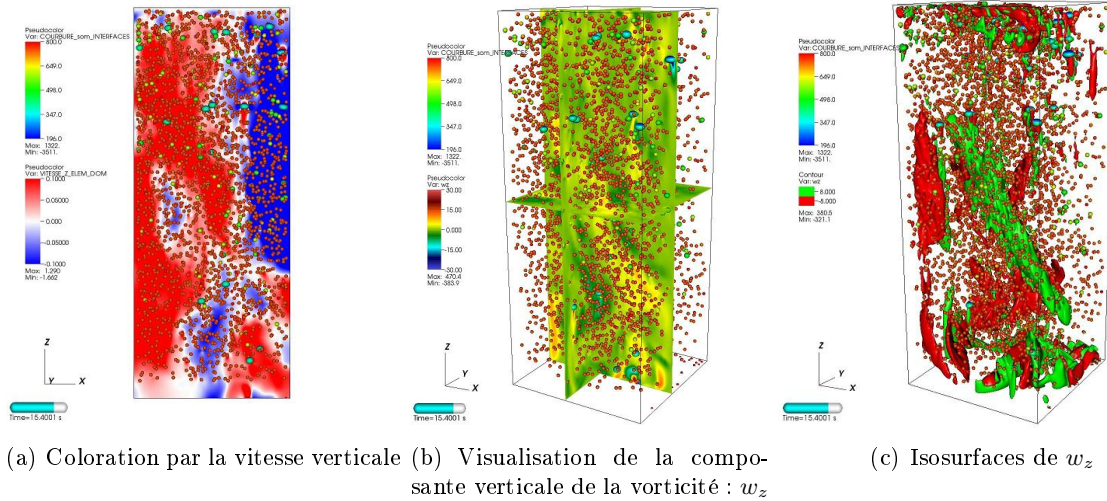 Pseudocolor
Var: COURBURE_som_INTERFACES
800.0
649.0
498.0
347.0
196.0
Max: 1322.
Min: -3511.
Pseudocolor
Var: VITESSE_Z_ELEM_DOM
0.1000
0.05000
0.000
-0.05000
-0.1000
Max: 1.290
Min: -1.662
Z
Y X
Time=15.4001 s
(a) Coloration par la vitesse verticale
Pseudocolor
Var: COURBURE_som_INTERFACES
800.0
649.0
498.0
347.0
196.0
Max: 1322.
Min: -3511.
Pseudocolor
Var: wz
30.00
15.00
0.000
-15.00
-30.00
Max: 470.4
Min: -383.9
Z
Y
X
Time=15.4001 s
(b) Visualisation de la compo-
sante verticale de la vorticité : wz
Pseudocolor
Var: COURBURE_som_INTERFACES
800.0
649.0
498.0
347.0
196.0
Max: 1322.
Min: -3511.
Contour
Var: wz
8.000
-8.000
Max: 380.5
Min: -321.1
Z
Y
X
Time=15.4001 s
(c) Isosurfaces de wz